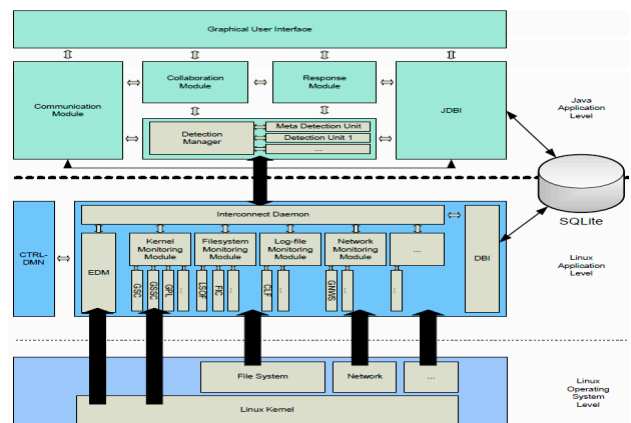 Graphical User Interface
Communication
Module
Collaboration
Module
Response
Module
JDBI
Java
Application
Level
Detection
Manager
Meta Detection Unit
Detection Unit 1
...
SQLite
CTRL-
DMN
Interconnect Daemon
EDM
Kernel
Monitoring
Module
Filesystem
Monitoring
Module
Log-file
Monitoring
Module
Network
Monitoring
Module
...
DBI
Linux
Application
Level
GSC
GSSC
GPL
...
LSOF
FIC
...
CLF
...
GNWS
...
File System
Network
...
Linux Kernel
Linux
Operating
System
Level